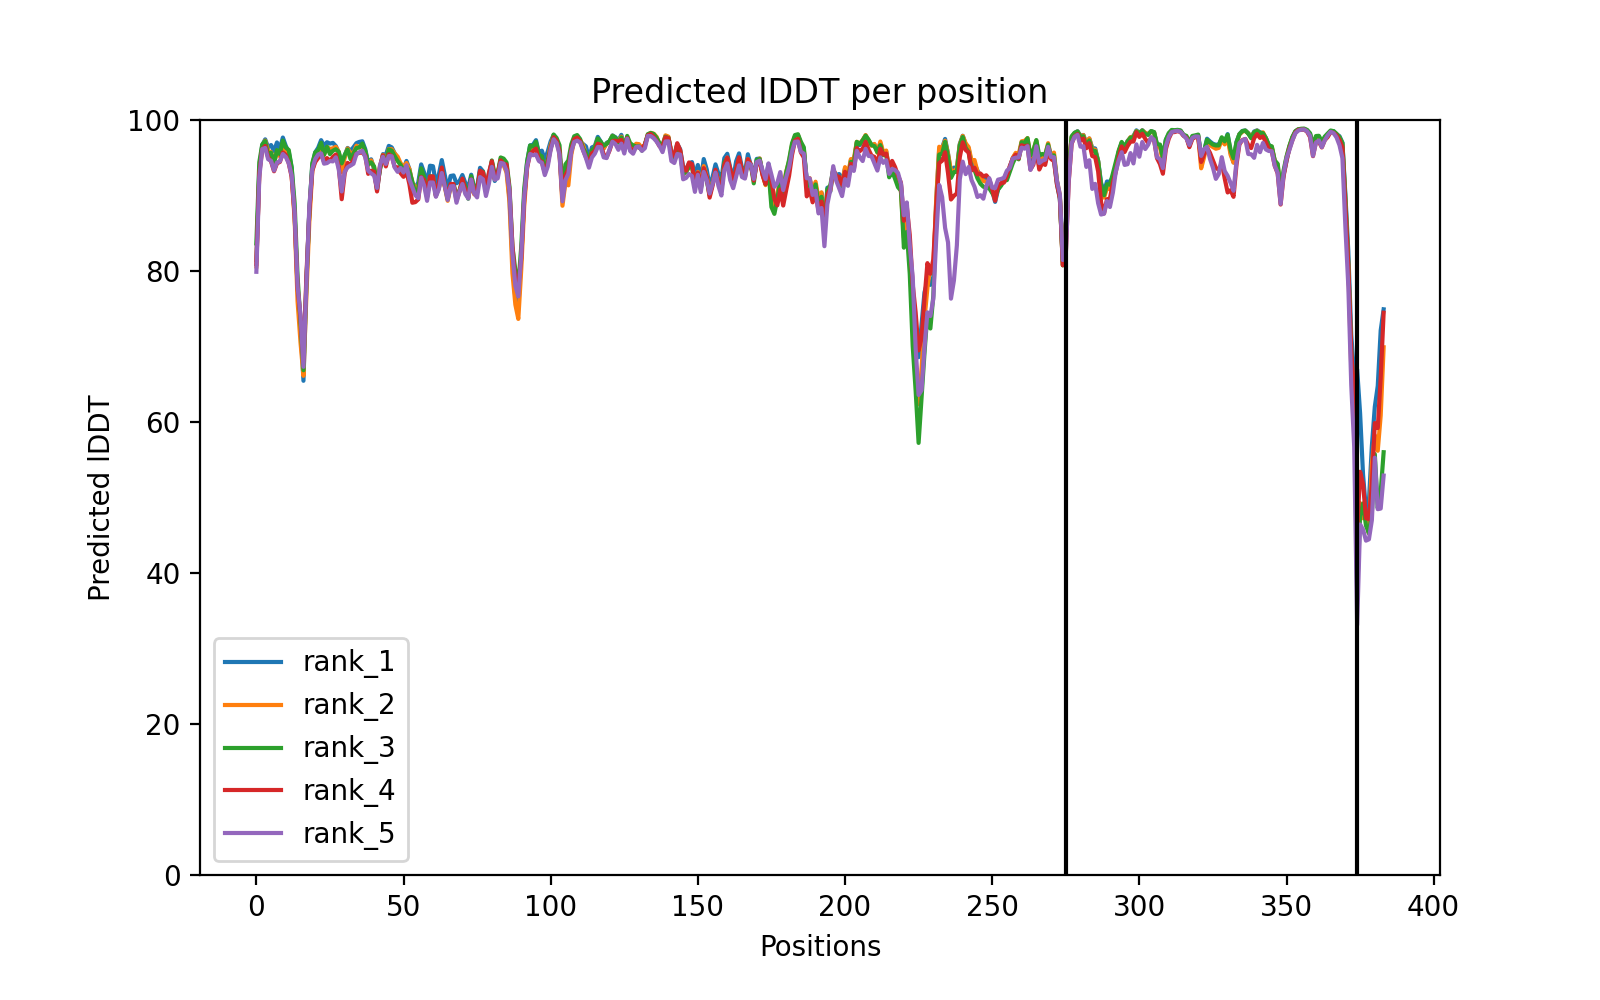 Predicted lDDT per position
100
80
60
40
20
0
Predicted lDDT
rank_1
rank_2
rank_3
rank_4
rank_5
0 50 100 150 200 250 300 350 400
Positions